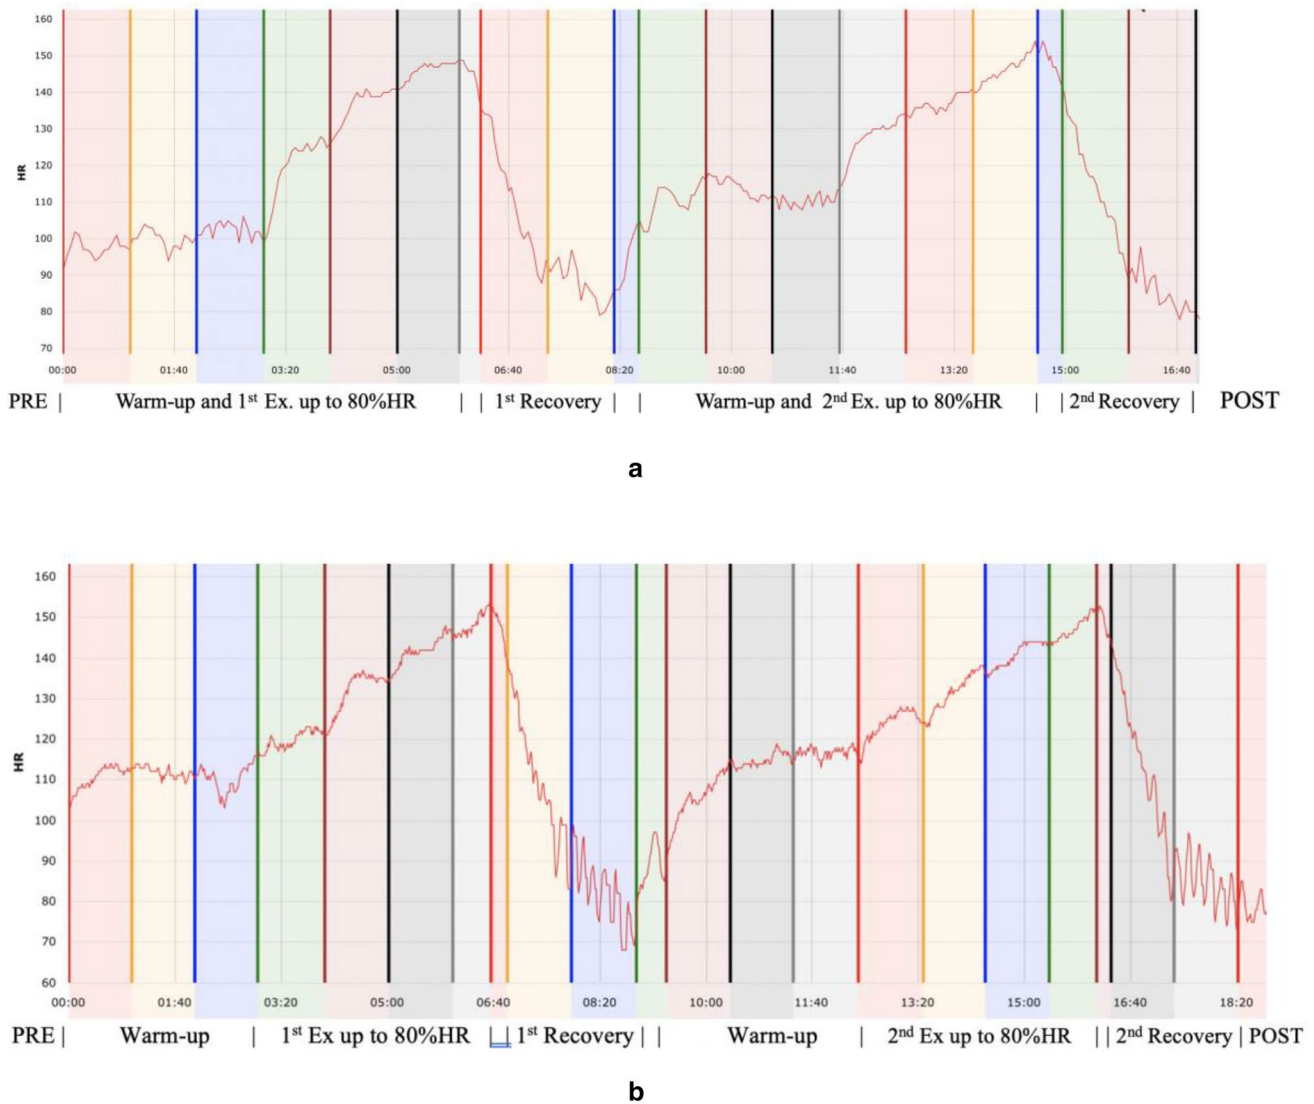 160
150
140
130
120
110
100
90
80
70
HR
00:00 01:40 03:20 05:00 06:40 08:20 10:00 11:40 13:20 15:00 16:40
PRE | Warm-up and 1st Ex. up to 80%HR | | 1st Recovery | | Warm-up and 2nd Ex. up to 80%HR | | 2nd Recovery | POST
a
160
150
140
130
120
110
100
90
80
70
60
HR
00:00 01:40 03:20 05:00 06:40 08:20 10:00 11:40 13:20 15:00 16:40 18:20
PRE | Warm-up | 1st Ex up to 80%HR | | 1st Recovery | | Warm-up | 2nd Ex up to 80%HR | | 2nd Recovery | POST
b